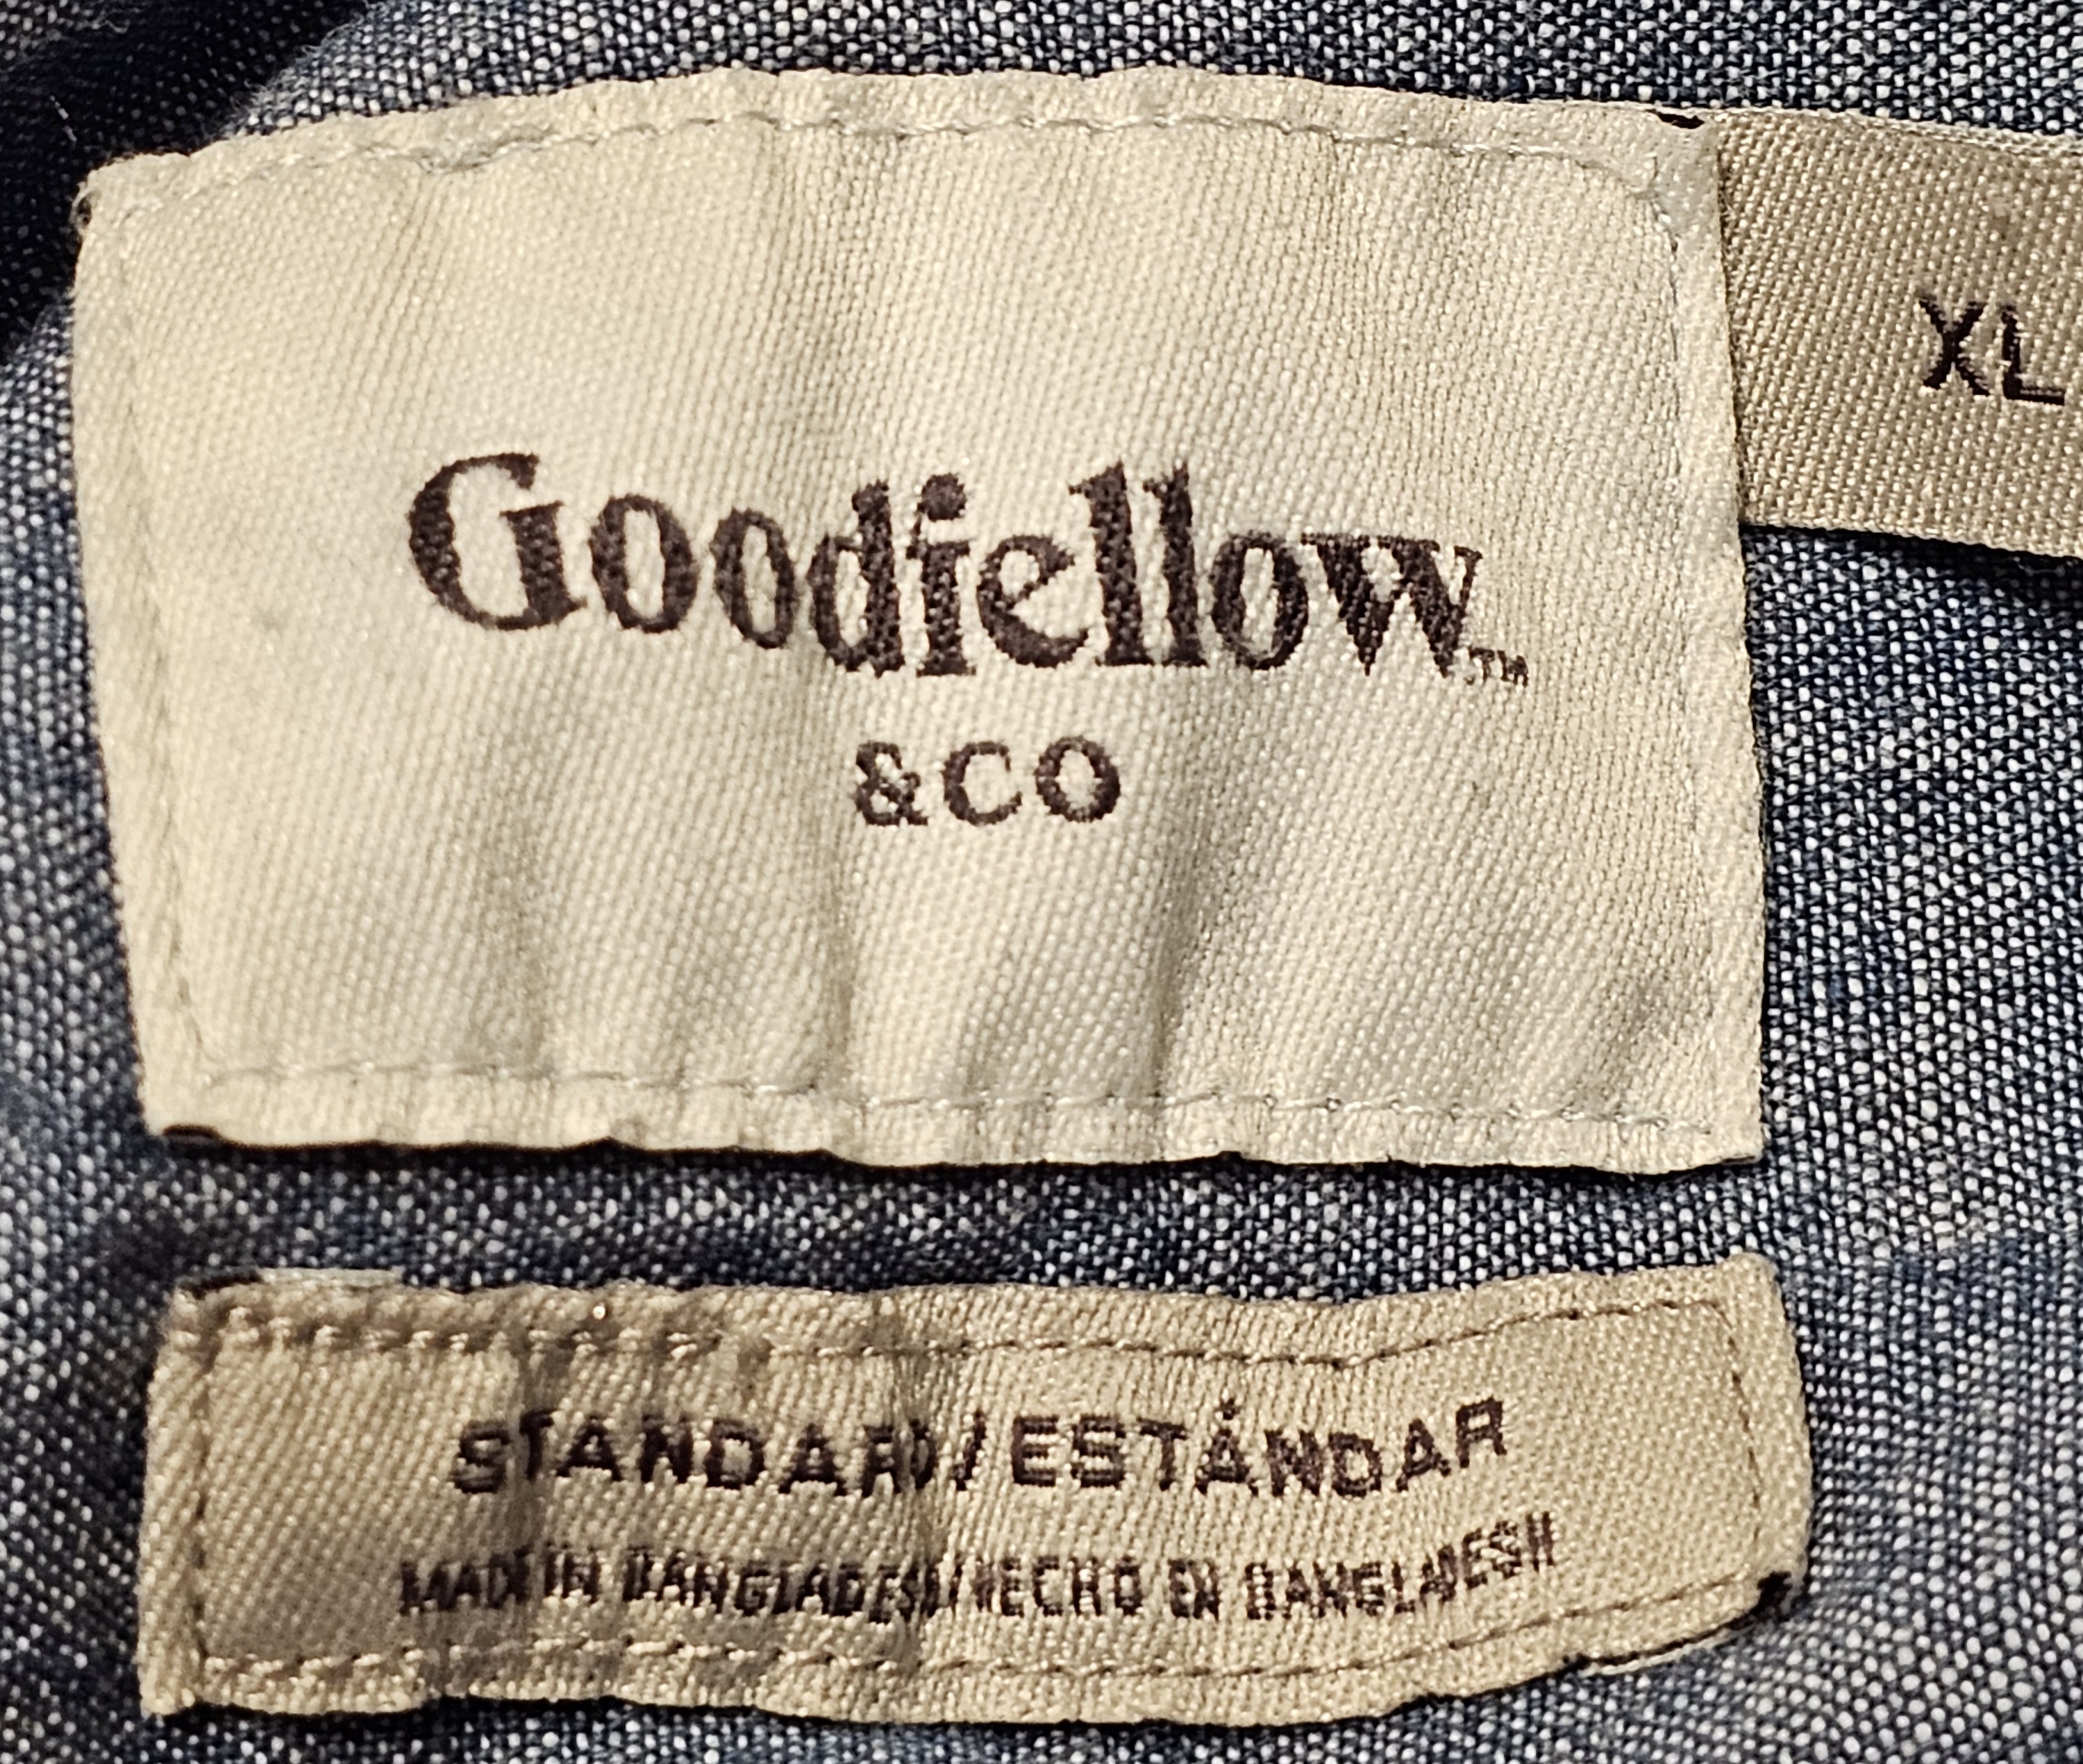 Goodfellow™
&CO
XL
STANDARD/ESTÁNDAR
MADE IN BANGLADESH/HECHO EN BANGLADESH